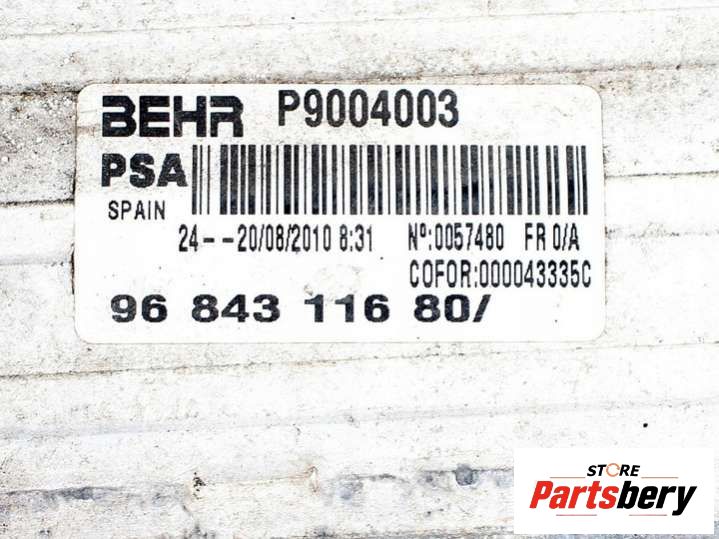 BEHR P9004003
PSA
SPAIN
24--20/08/2010 8:31 Nº:0057480 FR 0/A
COFOR:000043335C
96 843 116 80/
STORE
Partsbery